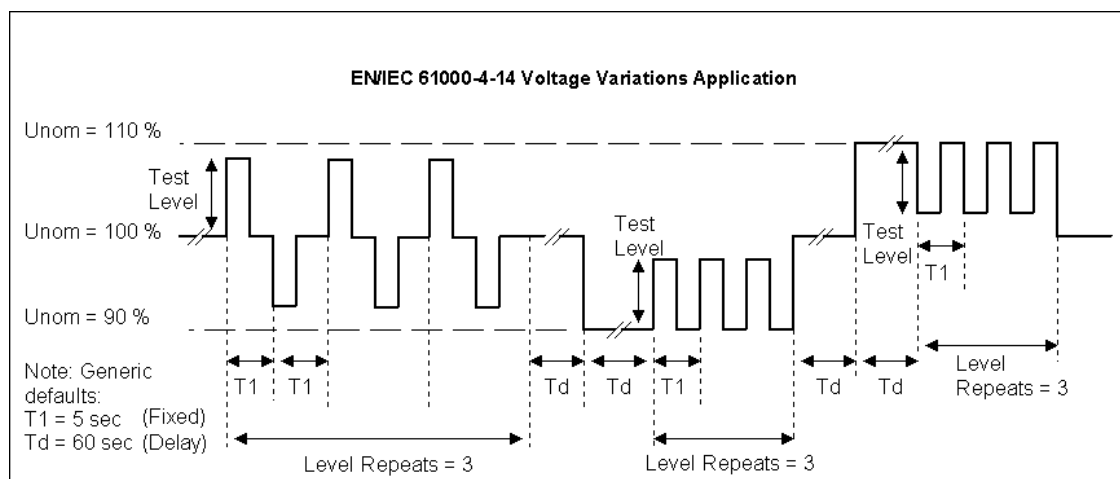 EN/IEC 61000-4-14 Voltage Variations Application
Unom = 110 %
Test
Level
Unom = 100 %
Test
Level
Test
Level
T1
Unom = 90 %
T1
T1
Td
Td
T1
Td
Td
Level
Repeats = 3
Note: Generic
defaults:
T1 = 5 sec (Fixed)
Td = 60 sec (Delay)
Level Repeats = 3
Level Repeats = 3